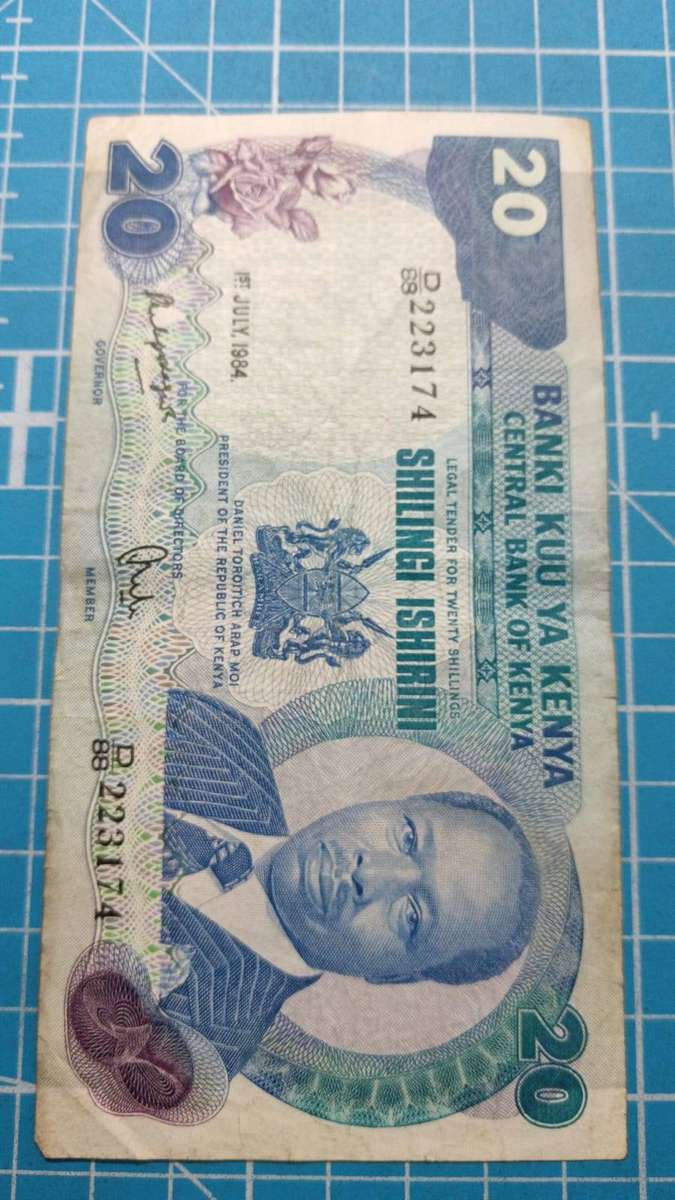 20
BANKI KUU YA KENYA
CENTRAL BANK OF KENYA
LEGAL TENDER FOR TWENTY SHILLINGS
SHILINGI ISHIRINI
D/88 223174
20
1ST JULY, 1984.
DANIEL TOROITICH ARAP MOI
PRESIDENT OF THE REPUBLIC OF KENYA
FOR THE BOARD OF DIRECTORS
GOVERNOR
MEMBER
D/88 223174
20